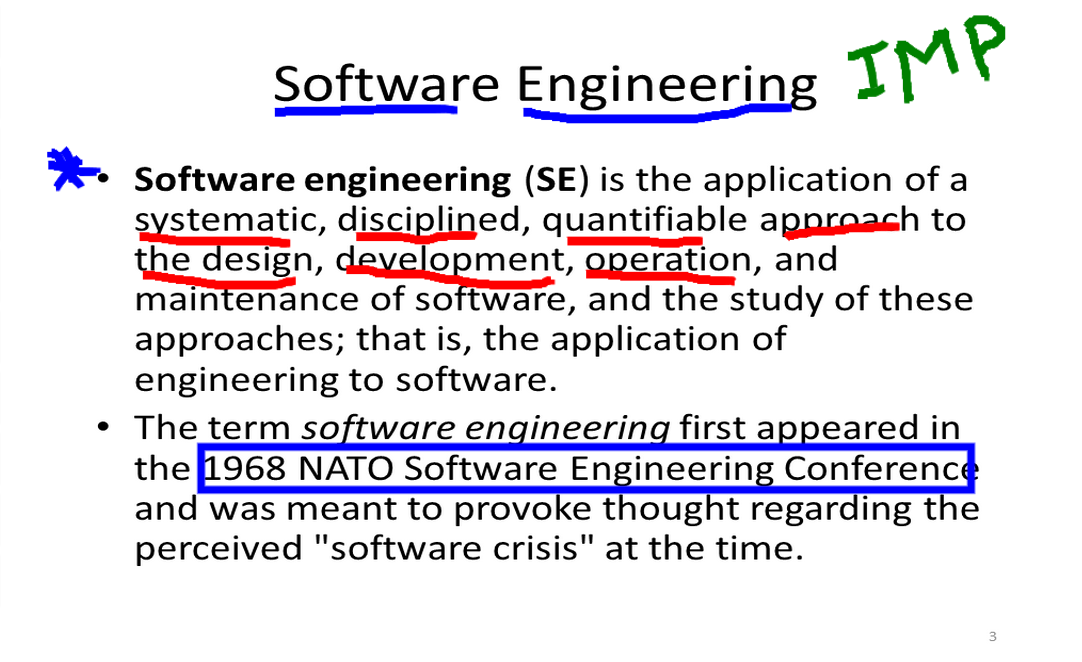 Software Engineering IMP
* • Software engineering (SE) is the application of a
systematic, disciplined, quantifiable approach to
the design, development, operation, and
maintenance of software, and the study of these
approaches; that is, the application of
engineering to software.
• The term software engineering first appeared in
the 1968 NATO Software Engineering Conference
and was meant to provoke thought regarding the
perceived "software crisis" at the time.
3